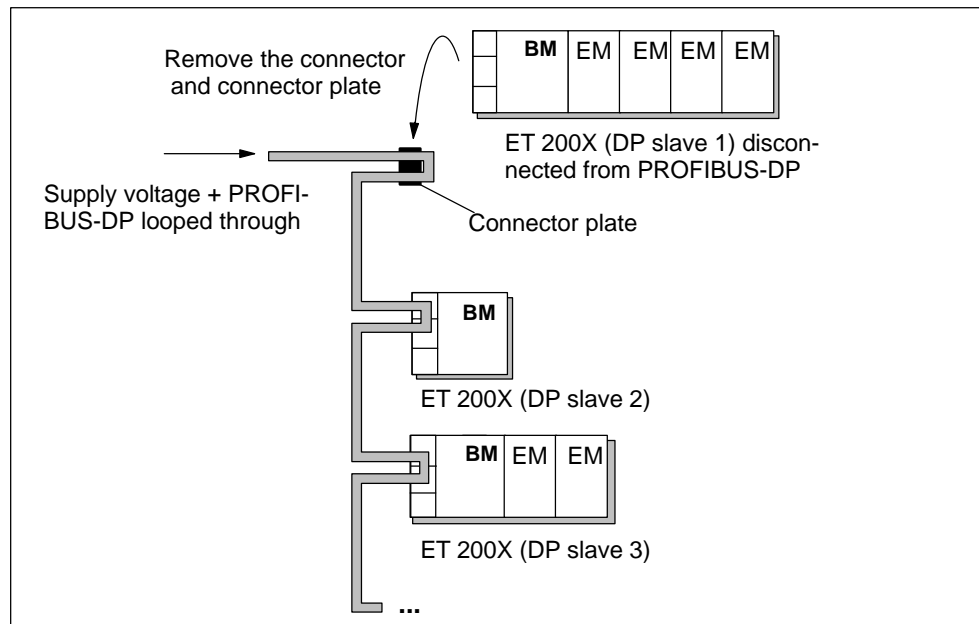 Remove the connector
and connector plate
BM EM EM EM EM
ET 200X (DP slave 1) discon-
nected from PROFIBUS-DP
Supply voltage + PROFI-
BUS-DP looped through
Connector plate
BM
ET 200X (DP slave 2)
BM EM EM
ET 200X (DP slave 3)
...